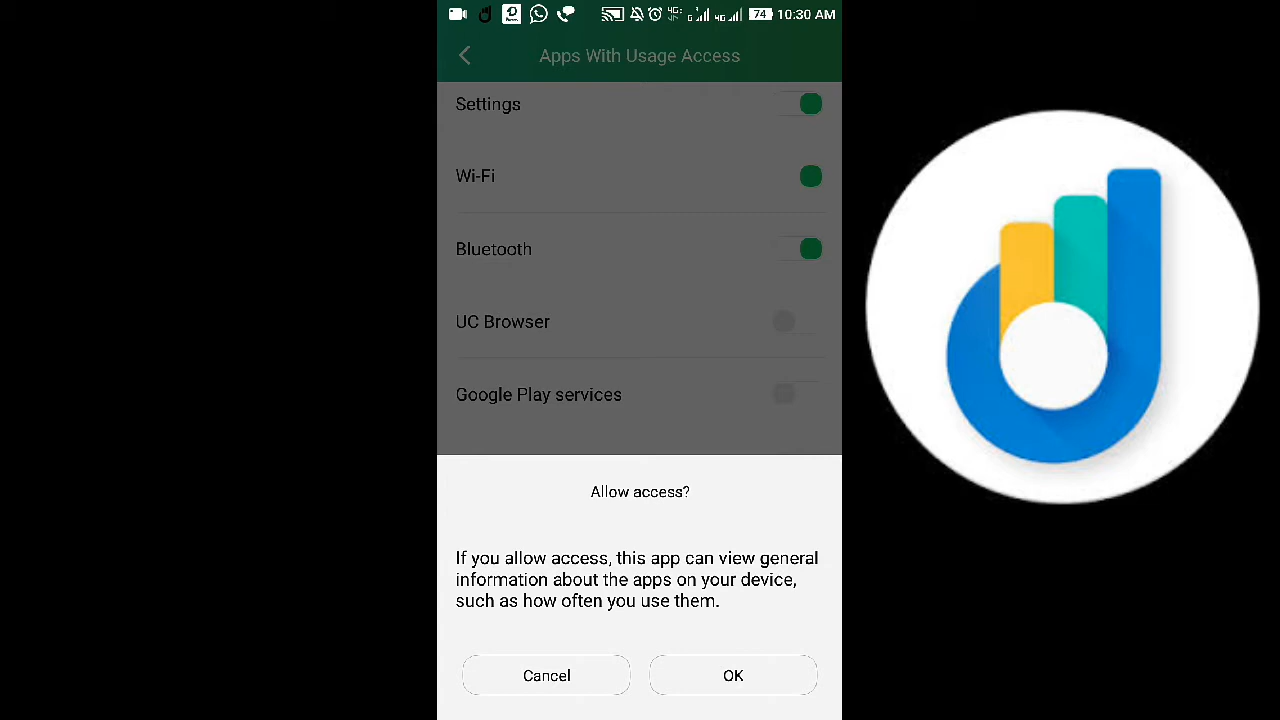 74 10:30 AM
Apps With Usage Access
Settings
Wi-Fi
Bluetooth
UC Browser
Google Play services
Allow access?
If you allow access, this app can view general
information about the apps on your device,
such as how often you use them.
Cancel
OK